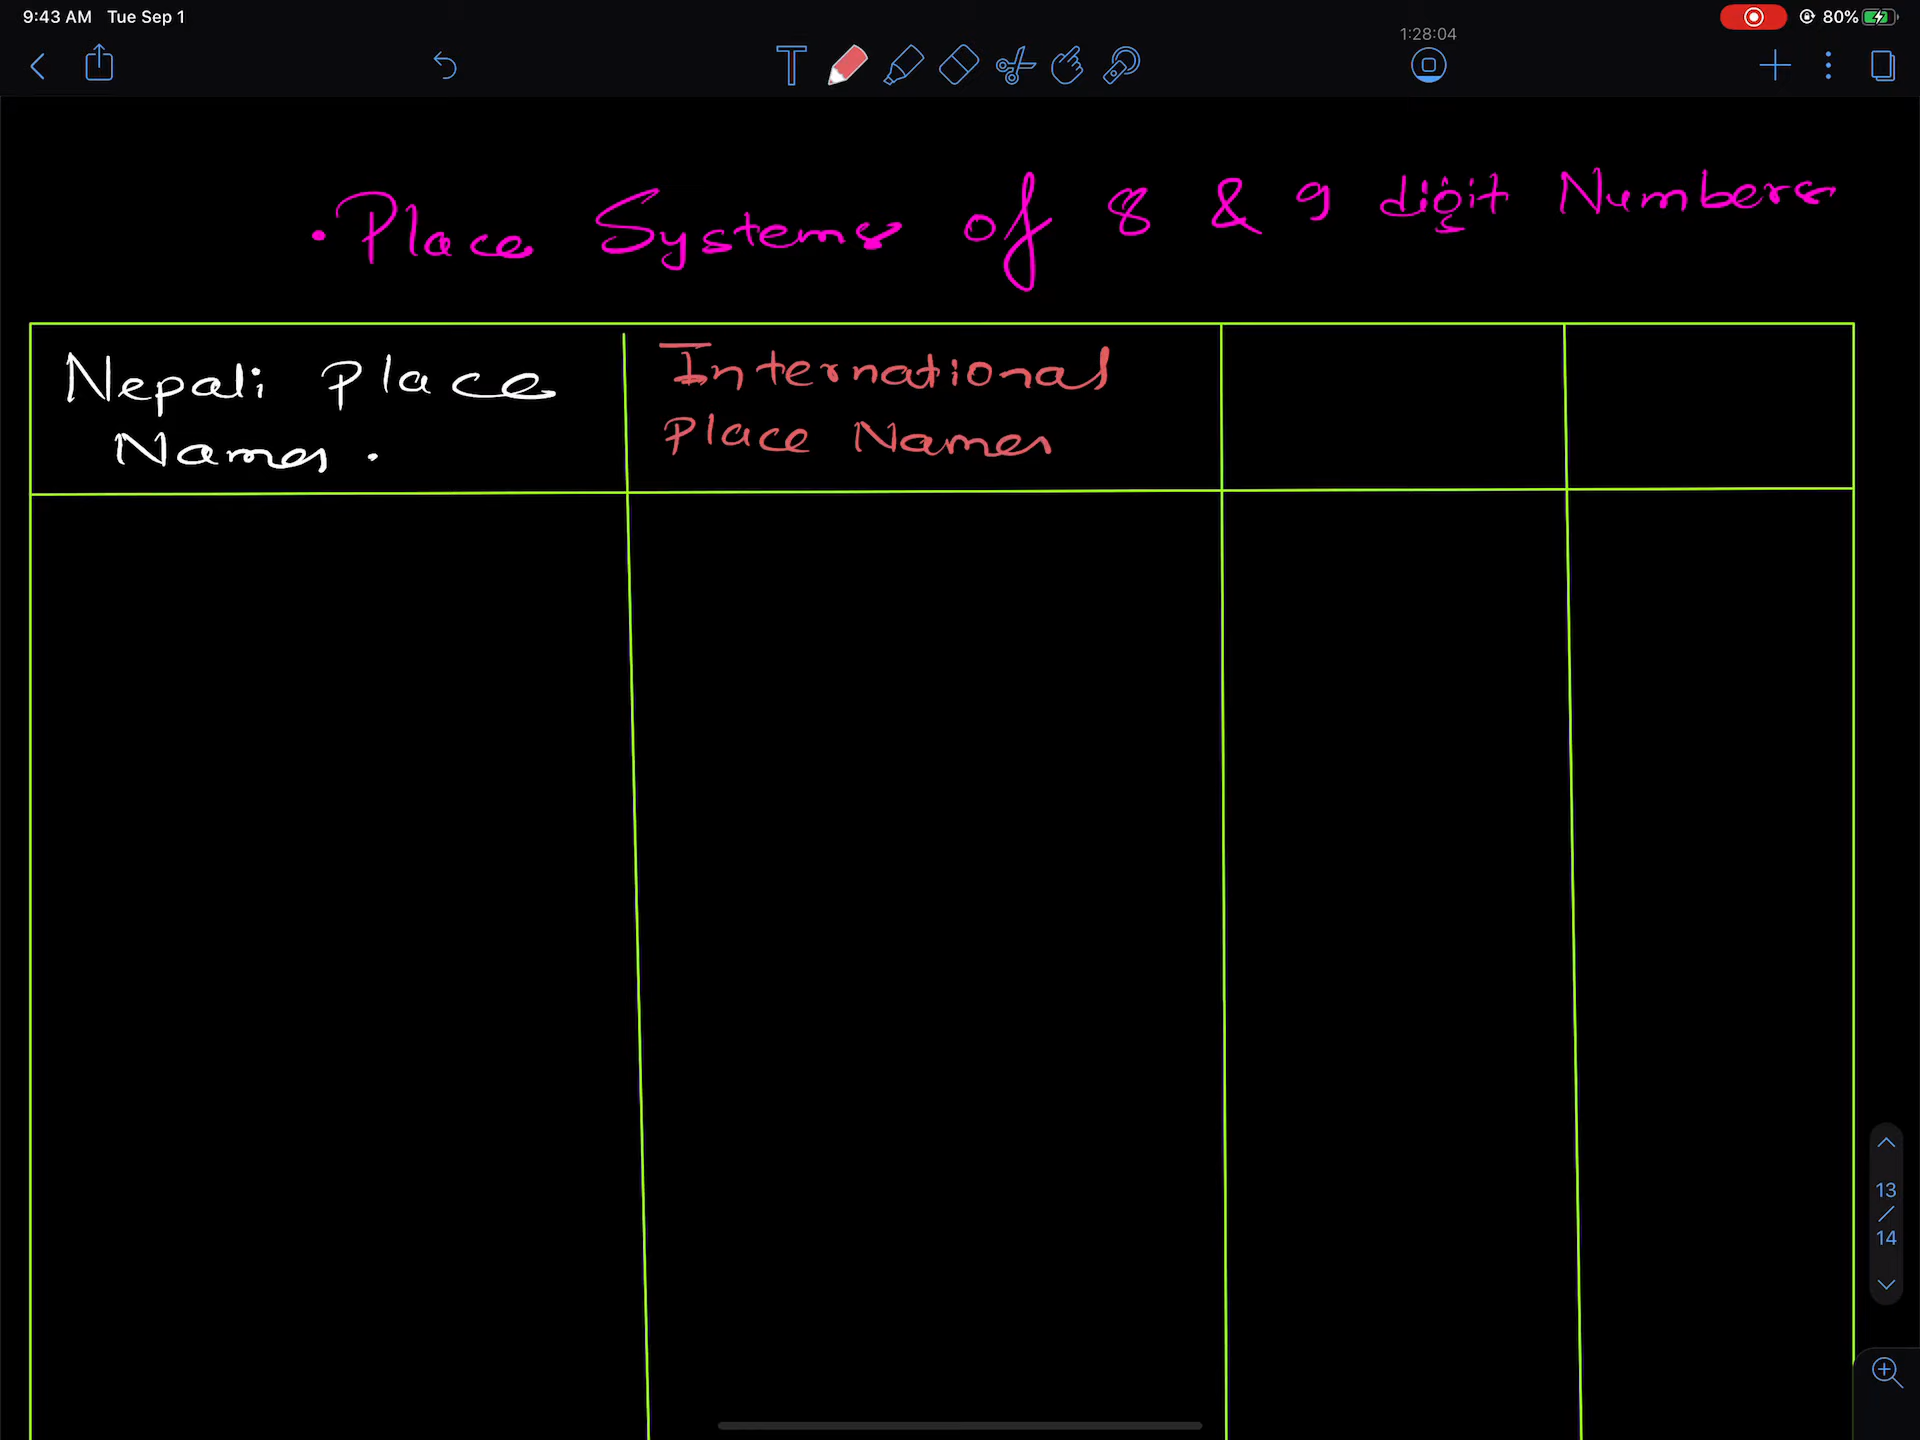 9:43 AM Tue Sep 1
80%
1:28:04
T
. Place Systems of 8 & 9 digit Numbers
Nepali Place
Names .
International
Place Names
13
/
14